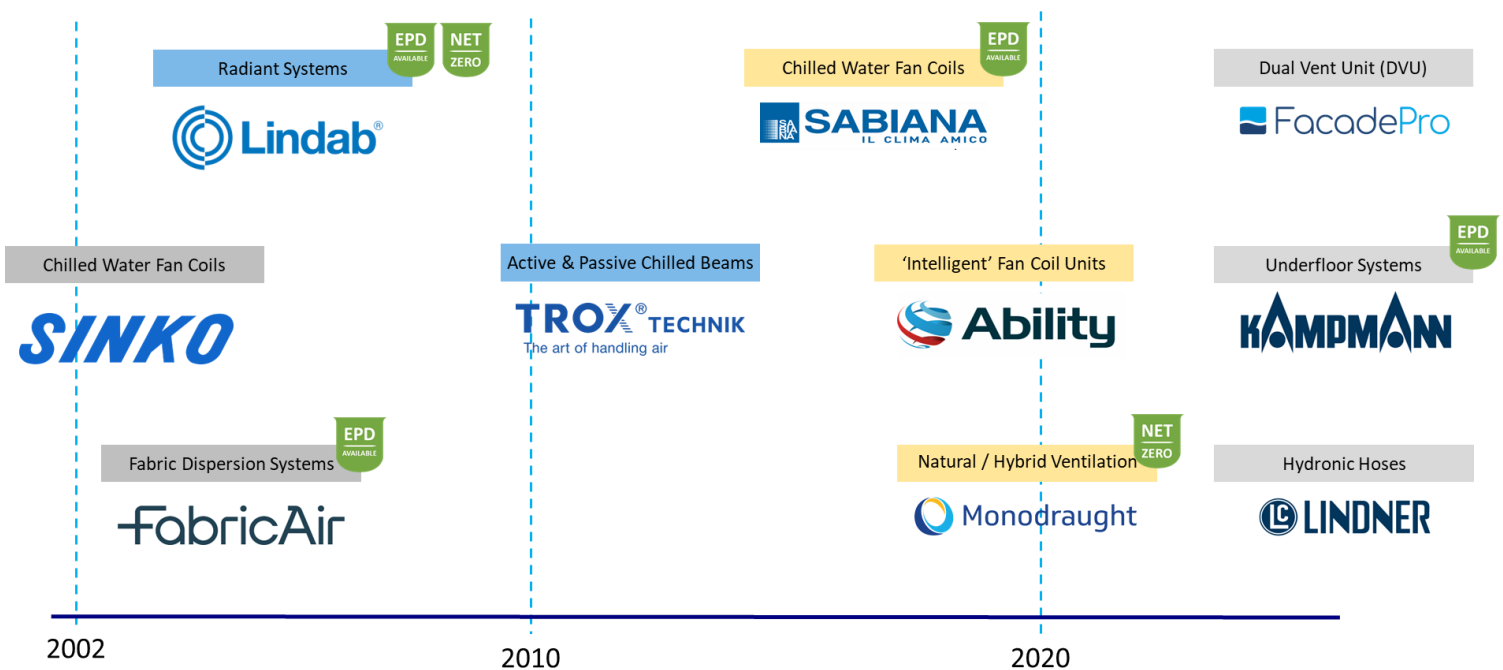 EPD
AVAILABLE
NET
ZERO
Radiant Systems
Lindab®
EPD
AVAILABLE
Chilled Water Fan Coils
SABIANA
IL CLIMA AMICO
Dual Vent Unit (DVU)
FacadePro
Chilled Water Fan Coils
SINKO
Active & Passive Chilled Beams
TROX® TECHNIK
The art of handling air
‘Intelligent’ Fan Coil Units
Ability
EPD
AVAILABLE
Underfloor Systems
KAMPMANN
EPD
AVAILABLE
Fabric Dispersion Systems
FabricAir
NET
ZERO
Natural / Hybrid Ventilation
Monodraught
Hydronic Hoses
LC LINDNER
2002
2010
2020